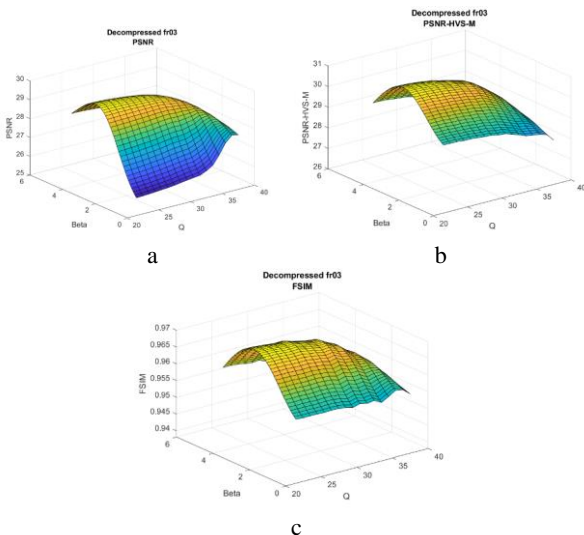 Decompressed fr03
PSNR
30
29
28
27
26
25
PSNR
6
4
2
0
Beta
20
25
30
35
40
Q
a
Decompressed fr03
PSNR-HVS-M
31
30
29
28
27
26
PSNR-HVS-M
6
4
2
0
Beta
20
25
30
35
40
Q
b
Decompressed fr03
FSIM
0.97
0.965
0.96
0.955
0.95
0.945
0.94
FSIM
6
4
2
0
Beta
20
25
30
35
40
Q
c